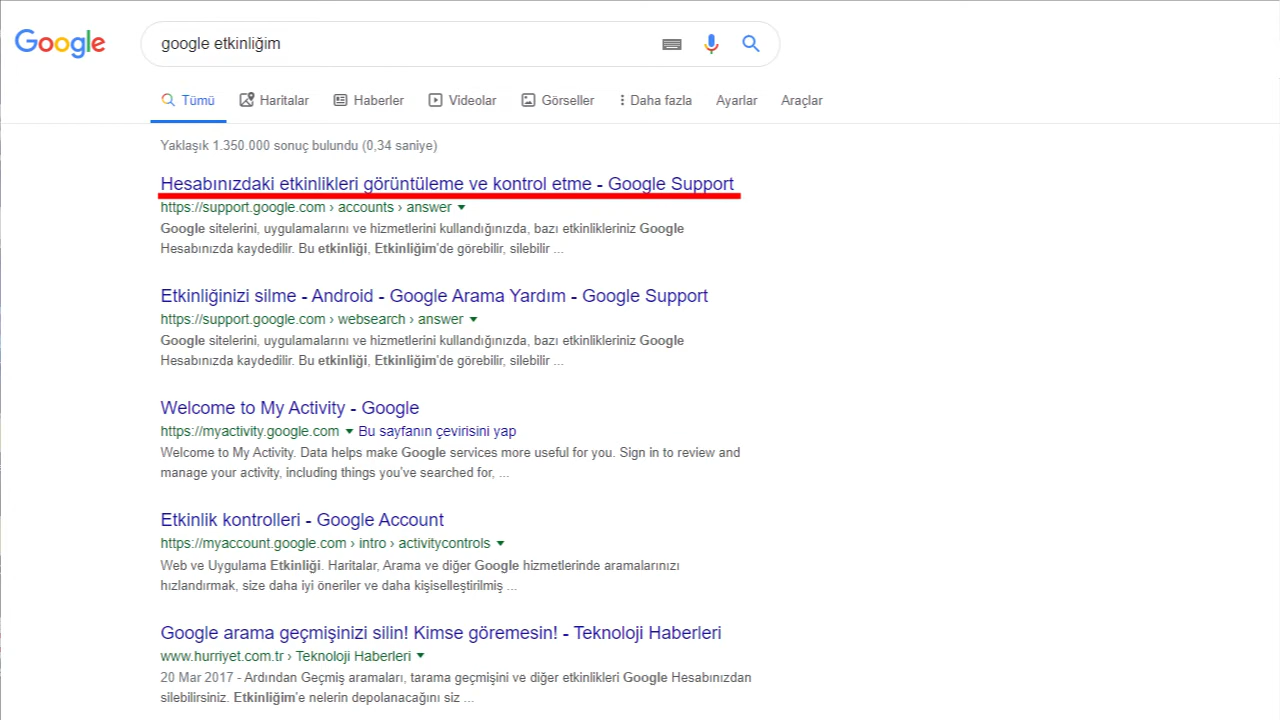 Google
google etkinliğim
Tümü Haritalar Haberler Videolar Görseller Daha fazla Ayarlar Araçlar
Yaklaşık 1.350.000 sonuç bulundu (0,34 saniye)
Hesabınızdaki etkinlikleri görüntüleme ve kontrol etme - Google Support
https://support.google.com › accounts › answer
Google sitelerini, uygulamalarını ve hizmetlerini kullandığınızda, bazı etkinlikleriniz Google
Hesabınızda kaydedilir. Bu etkinliği, Etkinliğim'de görebilir, silebilir ...
Etkinliğinizi silme - Android - Google Arama Yardım - Google Support
https://support.google.com › websearch › answer
Google sitelerini, uygulamalarını ve hizmetlerini kullandığınızda, bazı etkinlikleriniz Google
Hesabınızda kaydedilir. Bu etkinliği, Etkinliğim'de görebilir, silebilir ...
Welcome to My Activity - Google
https://myactivity.google.com Bu sayfanın çevirisini yap
Welcome to My Activity. Data helps make Google services more useful for you. Sign in to review and
manage your activity, including things you've searched for, ...
Etkinlik kontrolleri - Google Account
https://myaccount.google.com › intro › activitycontrols
Web ve Uygulama Etkinliği. Haritalar, Arama ve diğer Google hizmetlerinde aramalarınızı
hızlandırmak, size daha iyi öneriler ve daha kişiselleştirilmiş ...
Google arama geçmişinizi silin! Kimse göremesin! - Teknoloji Haberleri
www.hurriyet.com.tr › Teknoloji Haberleri
20 Mar 2017 - Ardından Geçmiş aramaları, tarama geçmişini ve diğer etkinlikleri Google Hesabınızdan
silebilirsiniz. Etkinliğim'e nelerin depolanacağını siz ...